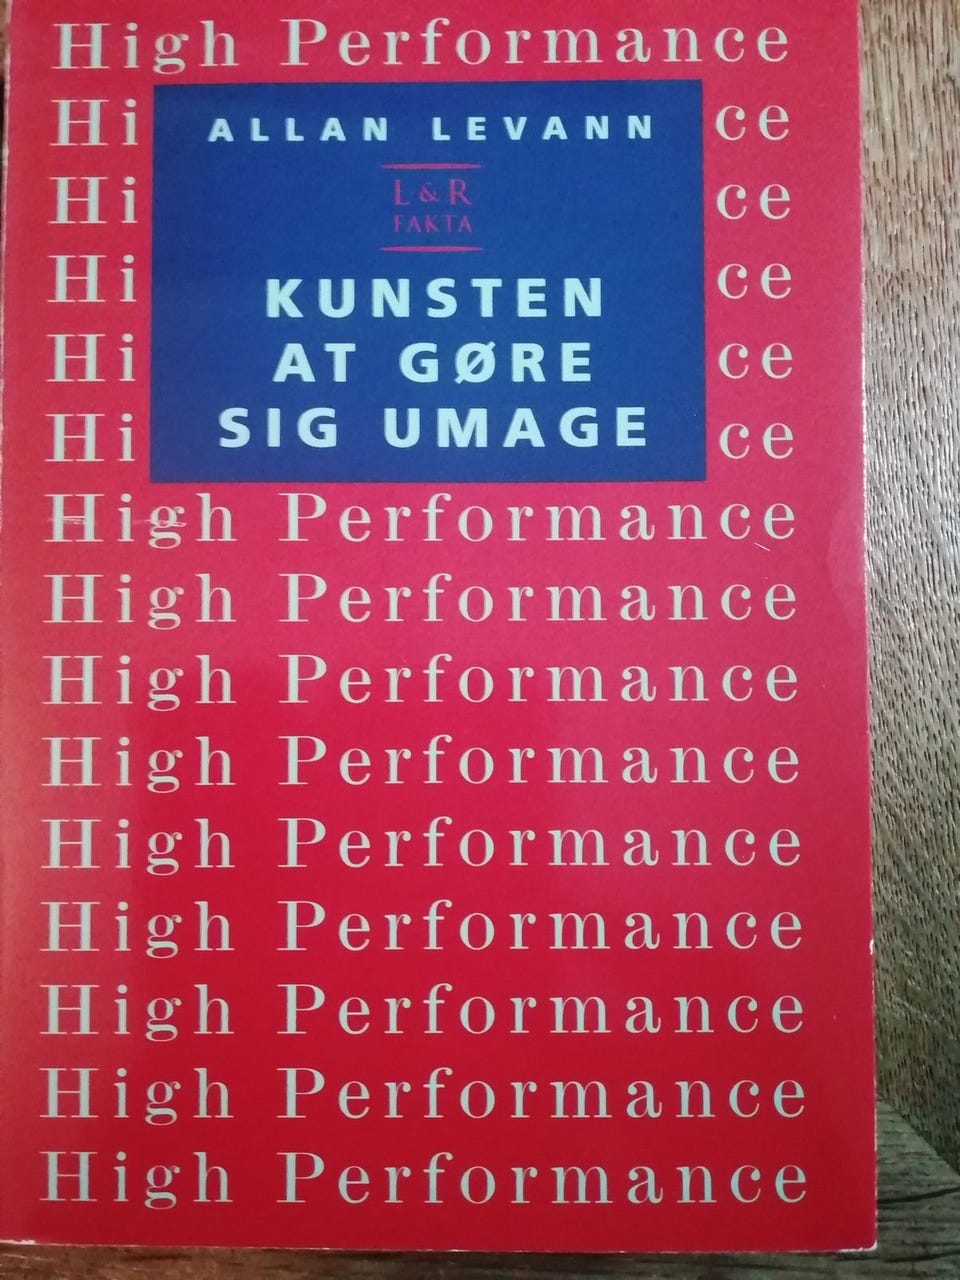 High Performance
Hi ce
ALLAN LEVANN
Hi ce
L & R
FAKTA
Hi ce
KUNSTEN
Hi ce
AT GØRE
Hi ce
SIG UMAGE
High Performance
High Performance
High Performance
High Performance
High Performance
High Performance
High Performance
High Performance
High Performance